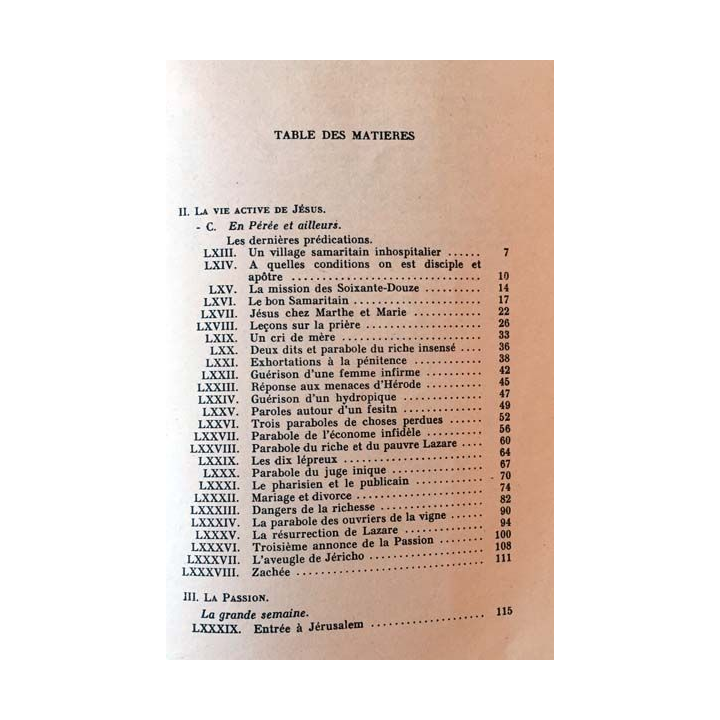 TABLE DES MATIERES
II. LA VIE ACTIVE DE JÉSUS.
- C. En Pérée et ailleurs.
Les dernières prédications.
LXIII. Un village samaritain inhospitalier ...... 7
LXIV. A quelles conditions on est disciple et
apôtre .................... 10
LXV. La mission des Soixante-Douze ......... 14
LXVI. Le bon Samaritain ................... 17
LXVII. Jésus chez Marthe et Marie ........... 22
LXVIII. Leçons sur la prière ................. 26
LXIX. Un cri de mère ..................... 33
LXX. Deux dits et parabole du riche insensé .... 36
LXXI. Exhortations à la pénitence ........... 38
LXXII. Guérison d'une femme infirme ......... 42
LXXIII. Réponse aux menaces d'Hérode ......... 45
LXXIV. Guérison d'un hydropique ............ 47
LXXV. Paroles autour d'un fesitn ............ 49
LXXVI. Trois paraboles de choses perdues ...... 52
LXXVII. Parabole de l'économe infidèle ......... 56
LXXVIII. Parabole du riche et du pauvre Lazare .... 60
LXXIX. Les dix lépreux ..................... 64
LXXX. Parabole du juge inique .............. 67
LXXXI. Le pharisien et le publicain ........... 70
LXXXII. Mariage et divorce .................. 74
LXXXIII. Dangers de la richesse ............... 82
LXXXIV. La parabole des ouvriers de la vigne ..... 90
LXXXV. La résurrection de Lazare ............ 94
LXXXVI. Troisième annonce de la Passion ....... 100
LXXXVII. L'aveugle de Jéricho ................ 108
LXXXVIII. Zachée ........................... 111
III. LA PASSION.
La grande semaine.
LXXXIX. Entrée à Jérusalem ................. 115